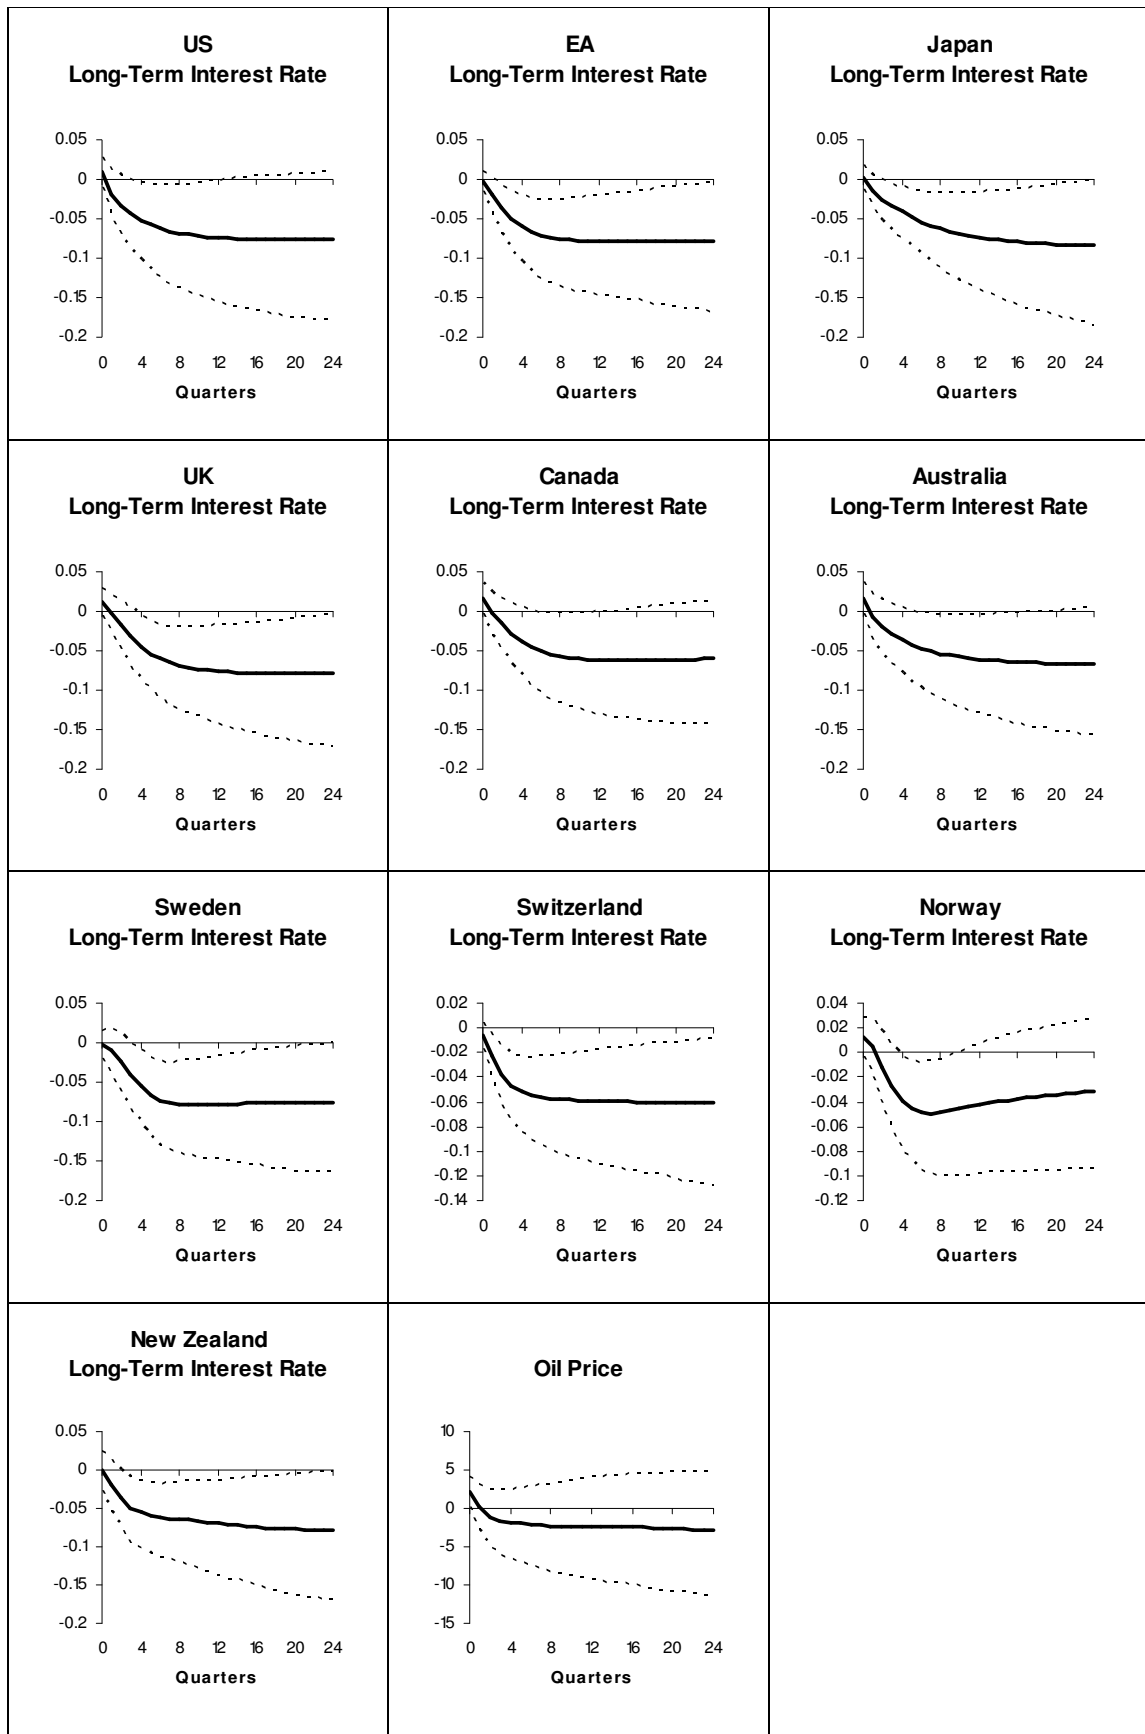 US
Long-Term Interest Rate
0.05
0
-0.05
-0.1
-0.15
-0.2
0 4 8 12 16 20 24
Quarters
EA
Long-Term Interest Rate
0.05
0
-0.05
-0.1
-0.15
-0.2
0 4 8 12 16 20 24
Quarters
Japan
Long-Term Interest Rate
0.05
0
-0.05
-0.1
-0.15
-0.2
0 4 8 12 16 20 24
Quarters
UK
Long-Term Interest Rate
0.05
0
-0.05
-0.1
-0.15
-0.2
0 4 8 12 16 20 24
Quarters
Canada
Long-Term Interest Rate
0.05
0
-0.05
-0.1
-0.15
-0.2
0 4 8 12 16 20 24
Quarters
Australia
Long-Term Interest Rate
0.05
0
-0.05
-0.1
-0.15
-0.2
0 4 8 12 16 20 24
Quarters
Sweden
Long-Term Interest Rate
0.05
0
-0.05
-0.1
-0.15
-0.2
0 4 8 12 16 20 24
Quarters
Switzerland
Long-Term Interest Rate
0.02
0
-0.02
-0.04
-0.06
-0.08
-0.1
-0.12
-0.14
0 4 8 12 16 20 24
Quarters
Norway
Long-Term Interest Rate
0.04
0.02
0
-0.02
-0.04
-0.06
-0.08
-0.1
-0.12
0 4 8 12 16 20 24
Quarters
New Zealand
Long-Term Interest Rate
0.05
0
-0.05
-0.1
-0.15
-0.2
0 4 8 12 16 20 24
Quarters
Oil Price
10
5
0
-5
-10
-15
0 4 8 12 16 20 24
Quarters